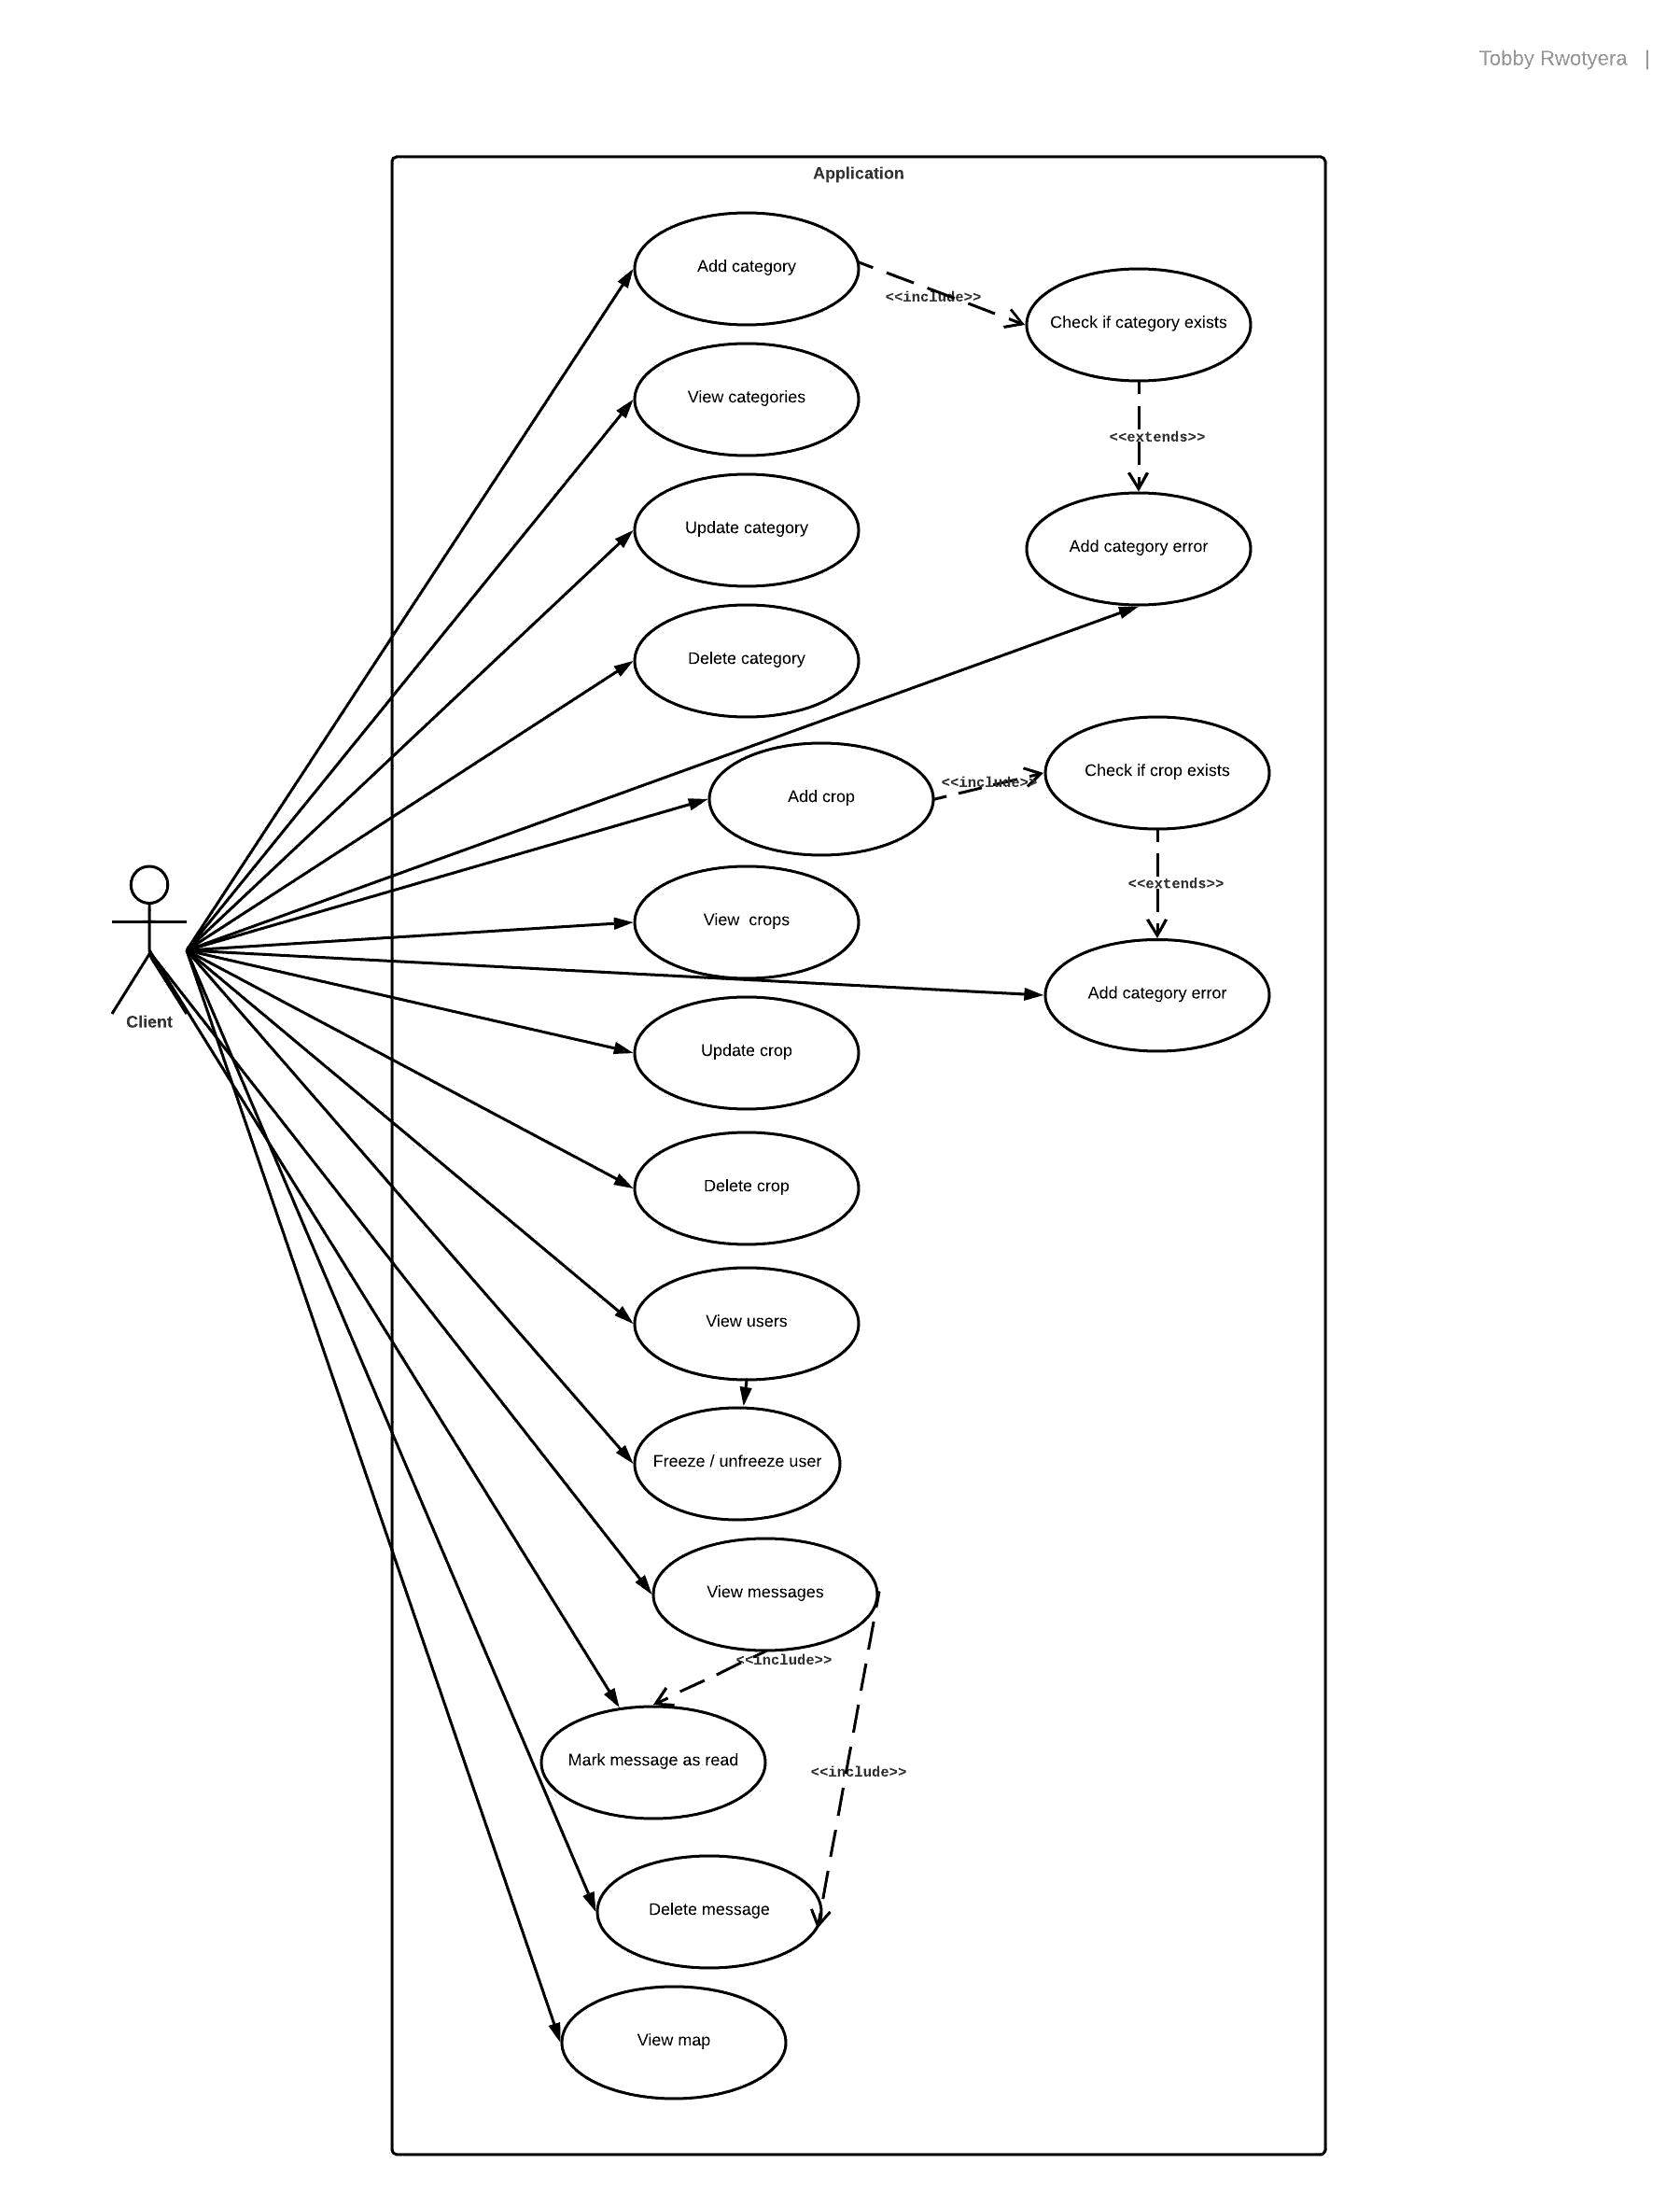 Tobby Rwotyera |
Application
Add category
<<include>>
Check if category exists
View categories
<<extends>>
Update category
Add category error
Delete category
Check if crop exists
<<include>>
Add crop
<<extends>>
View  crops
Add category error
Client
Update crop
Delete crop
View users
Freeze / unfreeze user
View messages
<<include>>
Mark message as read
<<include>>
Delete message
View map